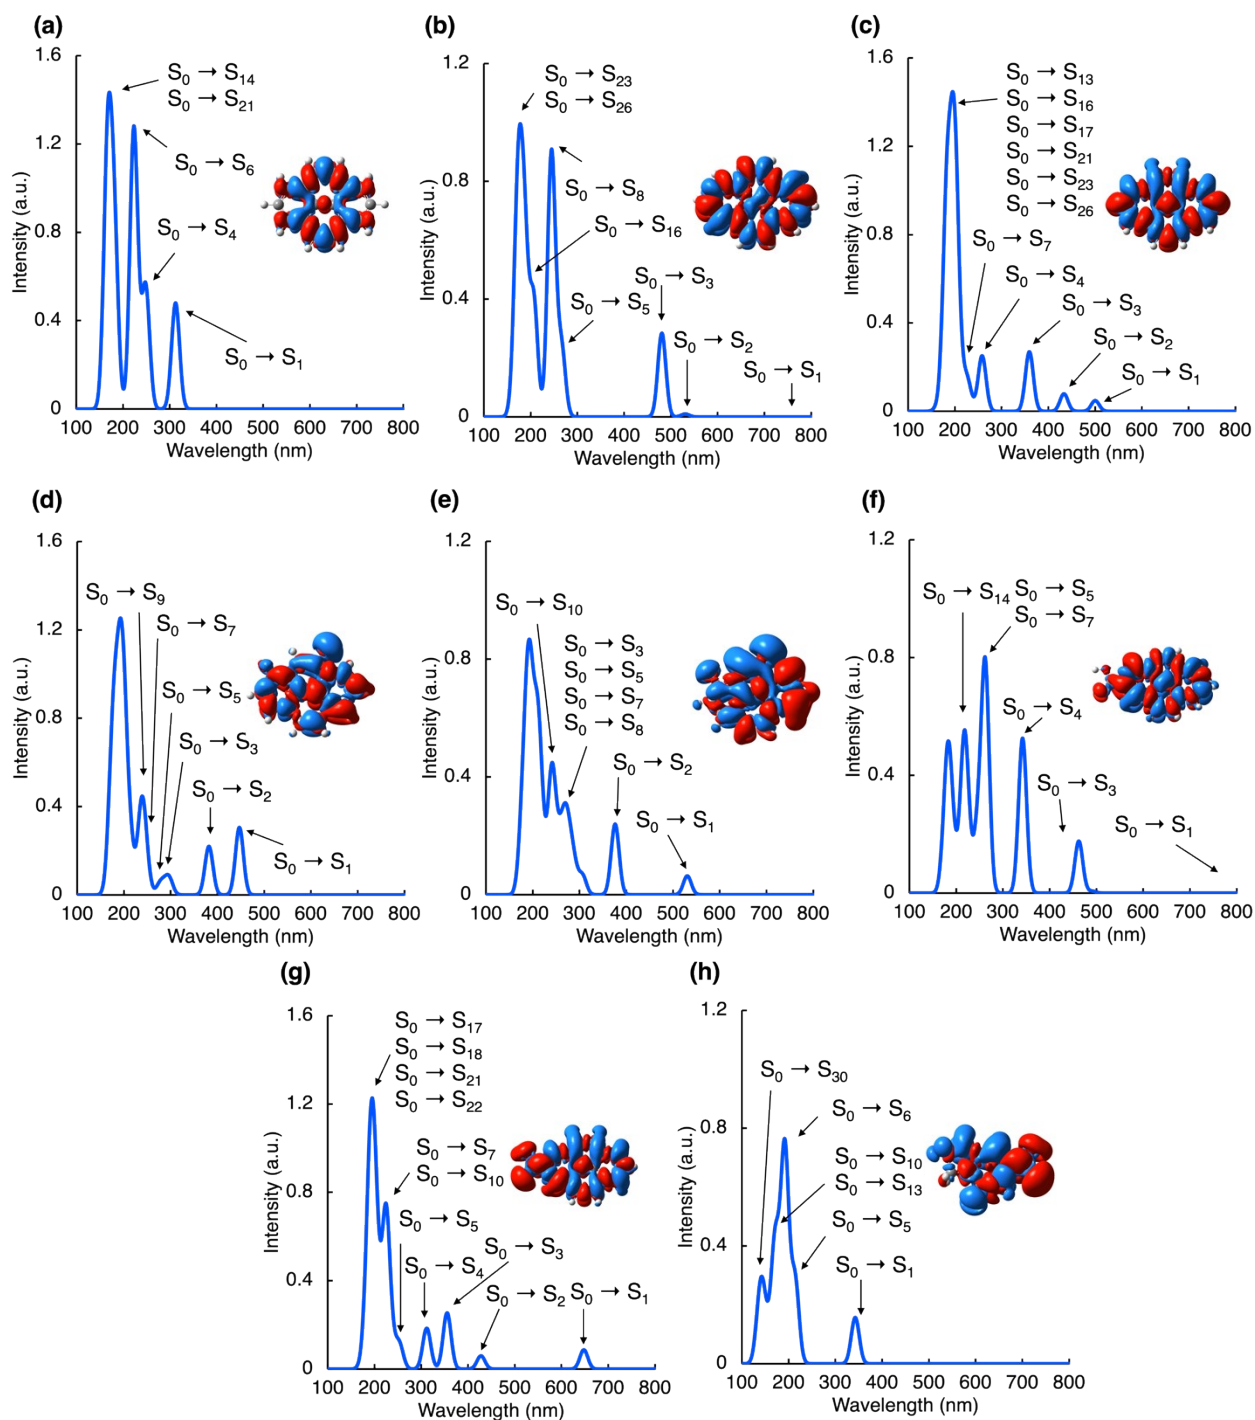 (a)
1.6
1.2
0.8
0.4
0
Intensity (a.u.)
S0 → S14
S0 → S21
S0 → S6
S0 → S4
S0 → S1
100 200 300 400 500 600 700 800
Wavelength (nm)
(b)
1.2
0.8
0.4
0
Intensity (a.u.)
S0 → S23
S0 → S26
S0 → S8
S0 → S16
S0 → S3
S0 → S5
S0 → S2
S0 → S1
100 200 300 400 500 600 700 800
Wavelength (nm)
(c)
1.6
1.2
0.8
0.4
0
Intensity (a.u.)
S0 → S13
S0 → S16
S0 → S17
S0 → S21
S0 → S23
S0 → S26
S0 → S7
S0 → S4
S0 → S3
S0 → S2
S0 → S1
100 200 300 400 500 600 700 800
Wavelength (nm)
(d)
1.6
1.2
0.8
0.4
0
Intensity (a.u.)
S0 → S9
S0 → S7
S0 → S5
S0 → S3
S0 → S2
S0 → S1
100 200 300 400 500 600 700 800
Wavelength (nm)
(e)
1.2
0.8
0.4
0
Intensity (a.u.)
S0 → S10
S0 → S3
S0 → S5
S0 → S7
S0 → S8
S0 → S2
S0 → S1
100 200 300 400 500 600 700 800
Wavelength (nm)
(f)
1.2
0.8
0.4
0
Intensity (a.u.)
S0 → S14
S0 → S5
S0 → S7
S0 → S4
S0 → S3
S0 → S1
100 200 300 400 500 600 700 800
Wavelength (nm)
(g)
1.6
1.2
0.8
0.4
0
Intensity (a.u.)
S0 → S17
S0 → S18
S0 → S21
S0 → S22
S0 → S7
S0 → S10
S0 → S5
S0 → S3
S0 → S4
S0 → S2
S0 → S1
100 200 300 400 500 600 700 800
Wavelength (nm)
(h)
1.2
0.8
0.4
0
Intensity (a.u.)
S0 → S30
S0 → S6
S0 → S10
S0 → S13
S0 → S5
S0 → S1
100 200 300 400 500 600 700 800
Wavelength (nm)